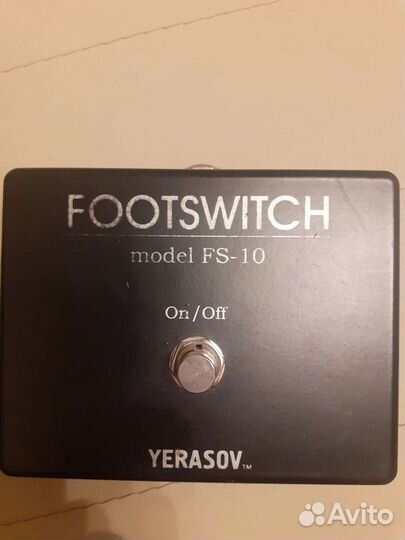 FOOTSWITCH
model FS-10
On/Off
YERASOV™
Avito